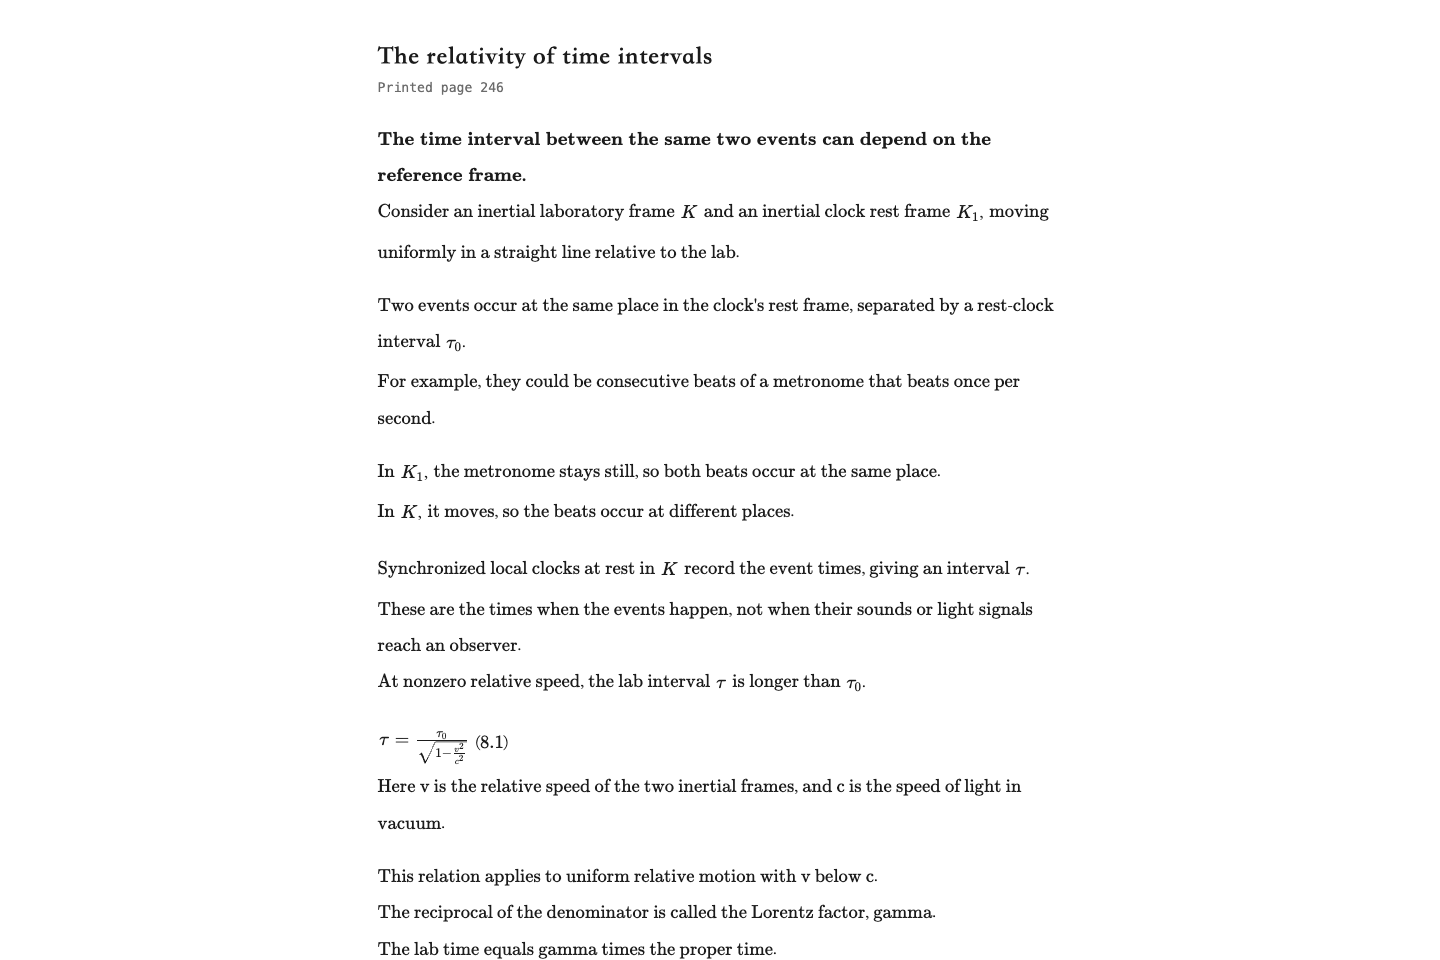 The relativity of time intervals
Printed page 246
The time interval between the same two events can depend on the
reference frame.
Consider an inertial laboratory frame K and an inertial clock rest frame K₁, moving
uniformly in a straight line relative to the lab.
Two events occur at the same place in the clock's rest frame, separated by a rest-clock
interval τ₀.
For example, they could be consecutive beats of a metronome that beats once per
second.
In K₁, the metronome stays still, so both beats occur at the same place.
In K, it moves, so the beats occur at different places.
Synchronized local clocks at rest in K record the event times, giving an interval τ.
These are the times when the events happen, not when their sounds or light signals
reach an observer.
At nonzero relative speed, the lab interval τ is longer than τ₀.
τ = τ₀ / √(1−v²/c²) (8.1)
Here v is the relative speed of the two inertial frames, and c is the speed of light in
vacuum.
This relation applies to uniform relative motion with v below c.
The reciprocal of the denominator is called the Lorentz factor, gamma.
The lab time equals gamma times the proper time.